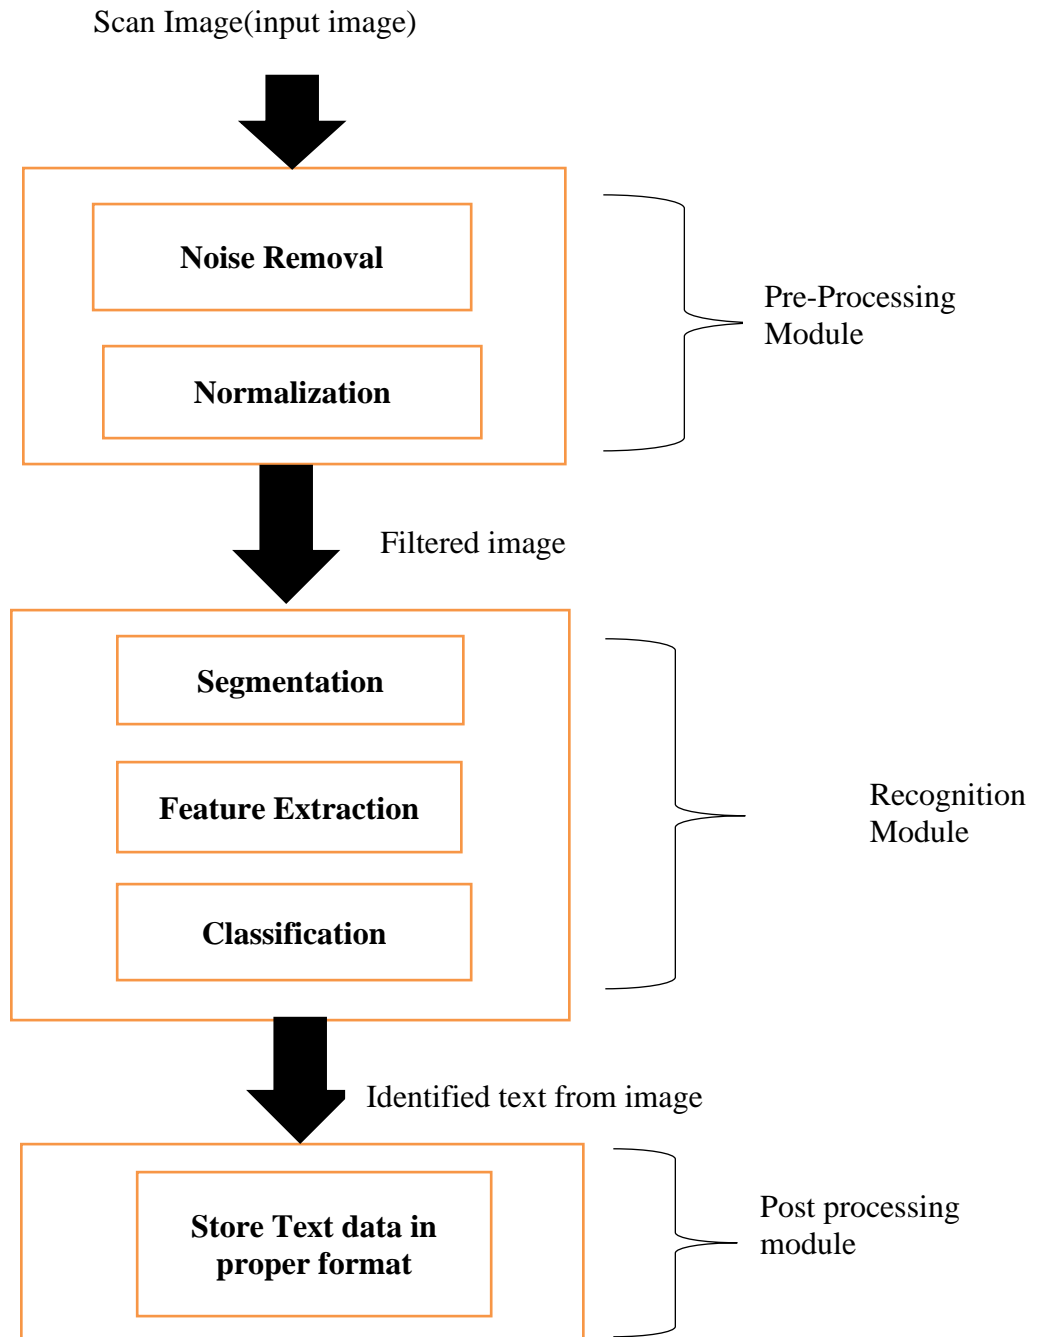 Scan Image(input image)
Noise Removal
Pre-Processing
Module
Normalization
Filtered image
Segmentation
Feature Extraction
Recognition
Module
Classification
Identified text from image
Store Text data in
proper format
Post processing
module